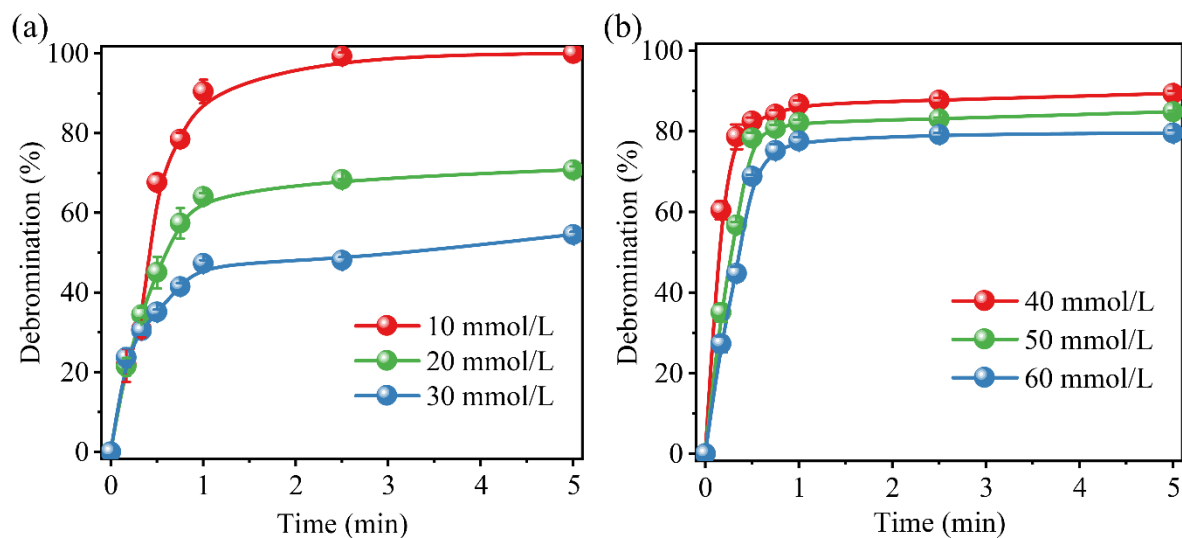 (a)
Debromination (%)
100
80
60
40
20
0
10 mmol/L
20 mmol/L
30 mmol/L
0 1 2 3 4 5
Time (min)
(b)
Debromination (%)
100
80
60
40
20
0
40 mmol/L
50 mmol/L
60 mmol/L
0 1 2 3 4 5
Time (min)